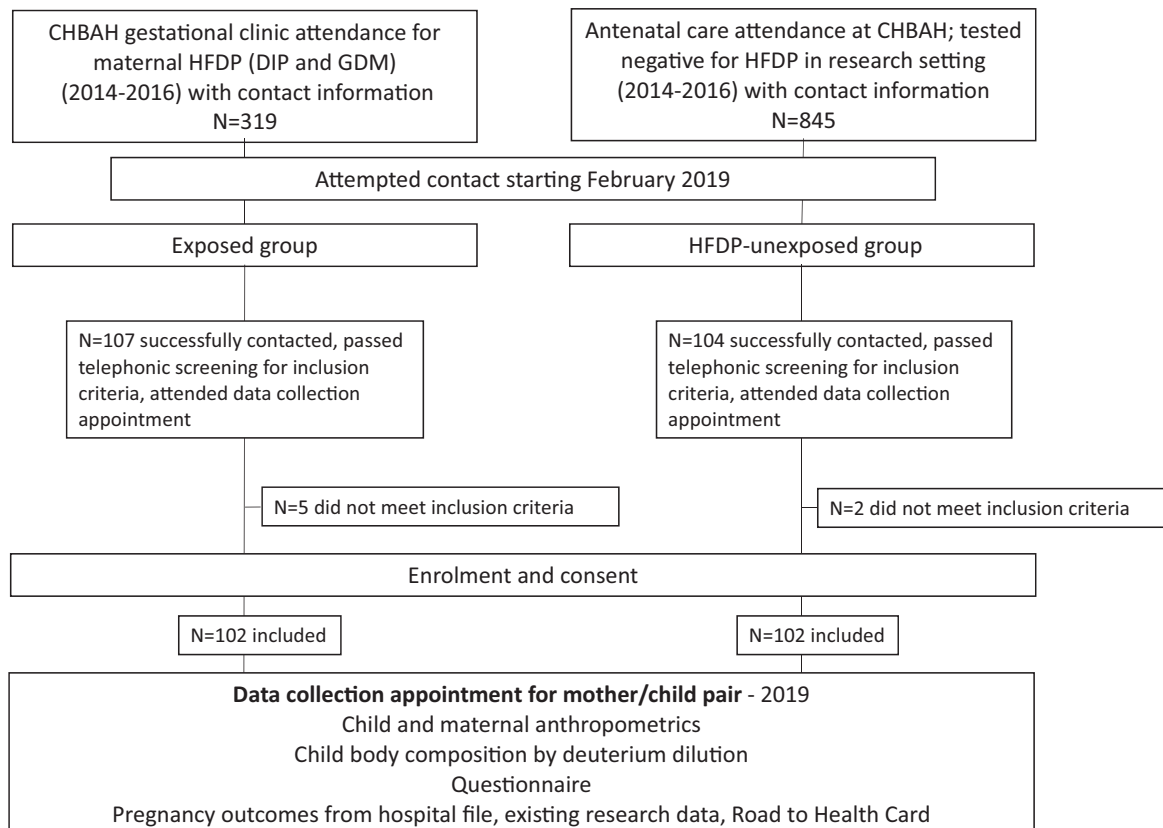 CHBAH gestational clinic attendance for
maternal HFDP (DIP and GDM)
(2014-2016) with contact information
N=319
Antenatal care attendance at CHBAH; tested
negative for HFDP in research setting
(2014-2016) with contact information
N=845
Attempted contact starting February 2019
Exposed group
HFDP-unexposed group
N=107 successfully contacted, passed
telephonic screening for inclusion
criteria, attended data collection
appointment
N=104 successfully contacted, passed
telephonic screening for inclusion
criteria, attended data collection
appointment
N=5 did not meet inclusion criteria
N=2 did not meet inclusion criteria
Enrolment and consent
N=102 included
N=102 included
Data collection appointment for mother/child pair - 2019
Child and maternal anthropometrics
Child body composition by deuterium dilution
Questionnaire
Pregnancy outcomes from hospital file, existing research data, Road to Health Card